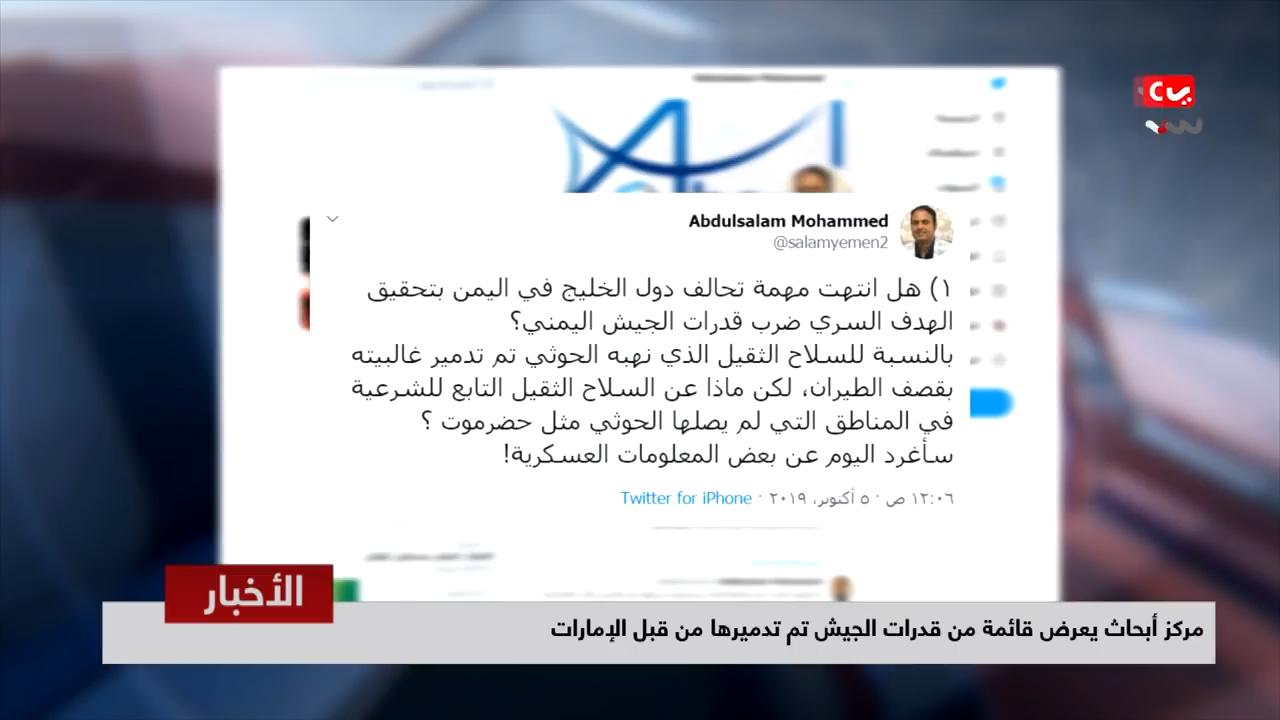 Abdulsalam Mohammed
@salamyemen2
١) هل انتهت مهمة تحالف دول الخليج في اليمن بتحقيق
الهدف السري ضرب قدرات الجيش اليمني؟
بالنسبة للسلاح الثقيل الذي نهبه الحوثي تم تدمير غالبيته
بقصف الطيران، لكن ماذا عن السلاح الثقيل التابع للشرعية
في المناطق التي لم يصلها الحوثي مثل حضرموت ؟
سأغرد اليوم عن بعض المعلومات العسكرية!
١٢:٠٦ ص · ٥ أكتوبر، ٢٠١٩ · Twitter for iPhone
الأخبار
مركز أبحاث يعرض قائمة من قدرات الجيش تم تدميرها من قبل الإمارات